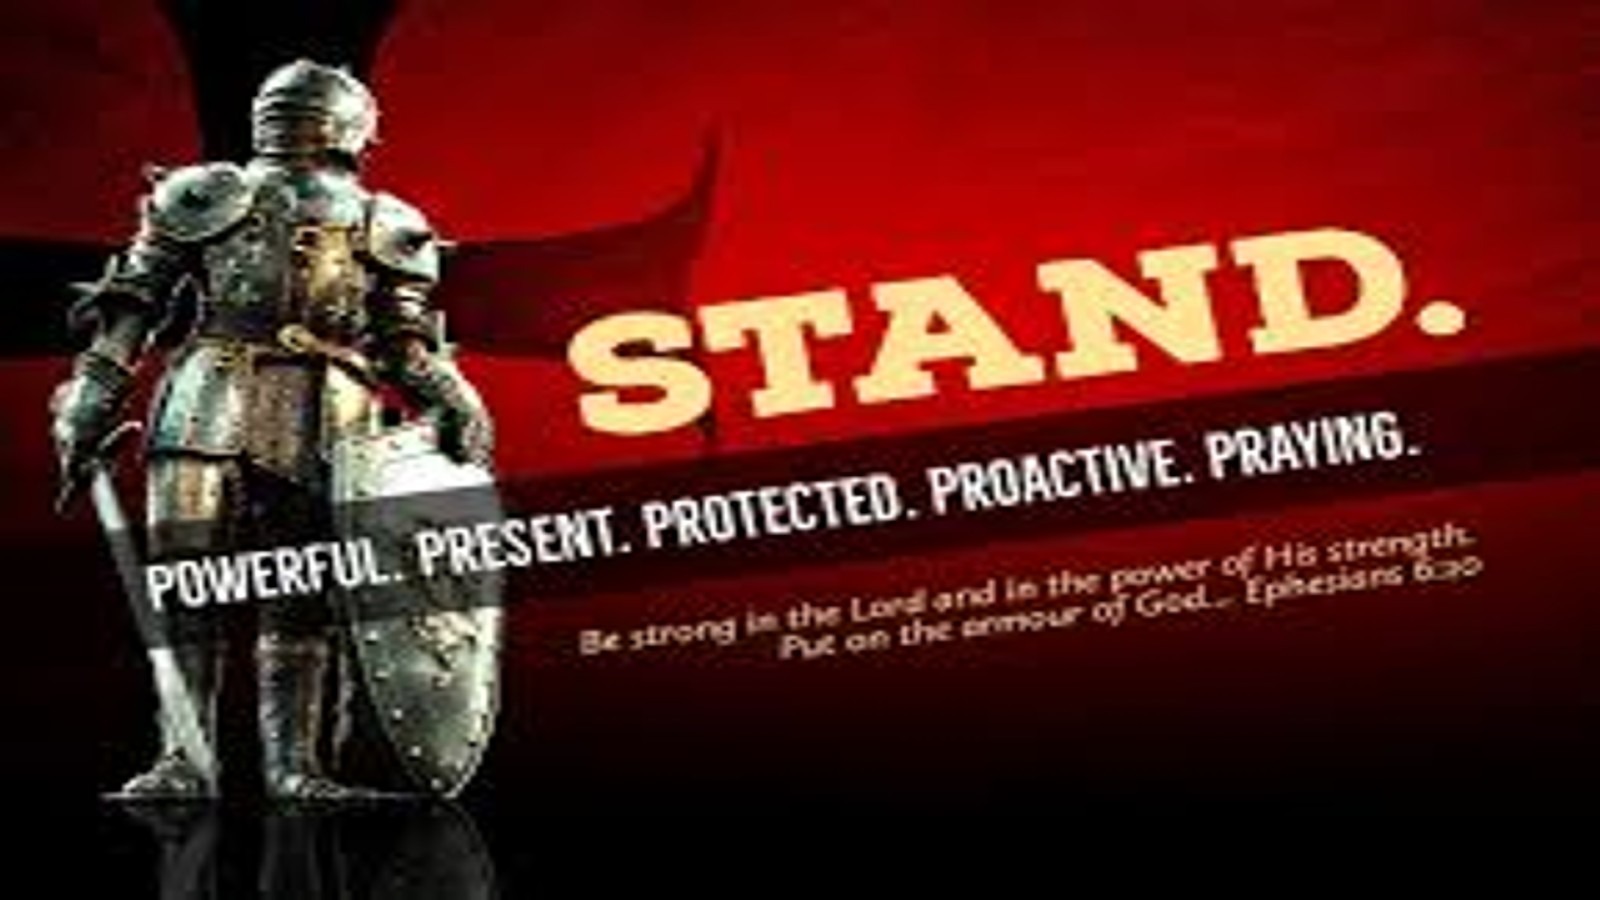 STAND.
POWERFUL. PRESENT. PROTECTED. PROACTIVE. PRAYING.
Be strong in the Lord and in the power of His strength.
Put on the armour of God... Ephesians 6:10